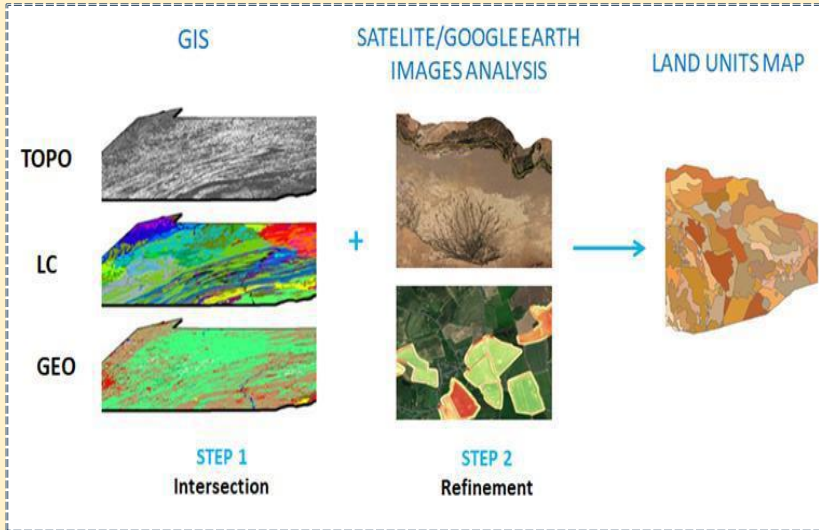 GIS
SATELITE/GOOGLE EARTH
IMAGES ANALYSIS
LAND UNITS MAP
TOPO
LC
GEO
+
STEP 1
Intersection
STEP 2
Refinement